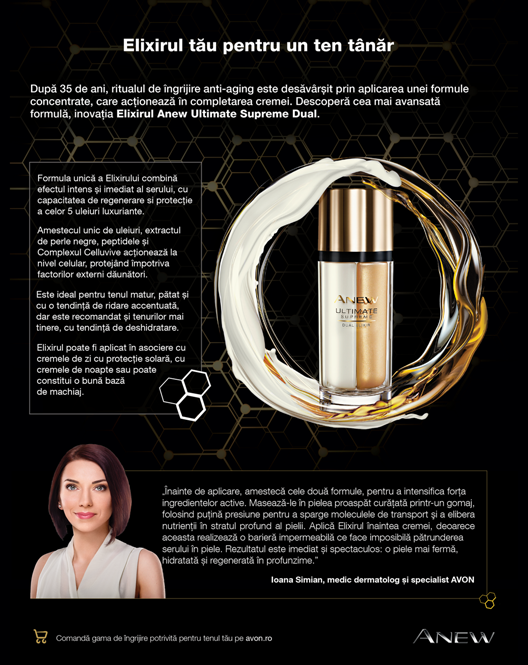 Elixirul tău pentru un ten tânăr
După 35 de ani, ritualul de îngrijire anti-aging este desăvârșit prin aplicarea unei formule
concentrate, care acționează în completarea cremei. Descoperă cea mai avansată
formulă, inovația Elixirul Anew Ultimate Supreme Dual.
Formula unică a Elixirului combină
efectul intens și imediat al serului, cu
capacitatea de regenerare si protecție
a celor 5 uleiuri luxuriante.
Amestecul unic de uleiuri, extractul
de perle negre, peptidele și
Complexul Celluvive acționează la
nivel celular, protejând împotriva
factorilor externi dăunători.
Este ideal pentru tenul matur, pătat și
cu o tendință de ridare accentuată,
dar este recomandat și tenurilor mai
tinere, cu tendință de deshidratare.
Elixirul poate fi aplicat în asociere cu
cremele de zi cu protecție solară, cu
cremele de noapte sau poate
constitui o bună bază
de machiaj.
ANEW
ULTIMATE
SUPREME
DUAL ELIXIR
„Înainte de aplicare, amestecă cele două formule, pentru a intensifica forța
ingredientelor active. Masează-le în pielea proaspăt curățată printr-un gomaj,
folosind puțină presiune pentru a sparge moleculele de transport și a elibera
nutrienții în stratul profund al pielii. Aplică Elixirul înaintea cremei, deoarece
aceasta realizează o barieră impermeabilă ce face imposibilă pătrunderea
serului în piele. Rezultatul este imediat și spectaculos: o piele mai fermă,
hidratată și regenerată în profunzime.”
Ioana Simian, medic dermatolog și specialist AVON
Comandă gama de îngrijire potrivită pentru tenul tău pe avon.ro
ANEW